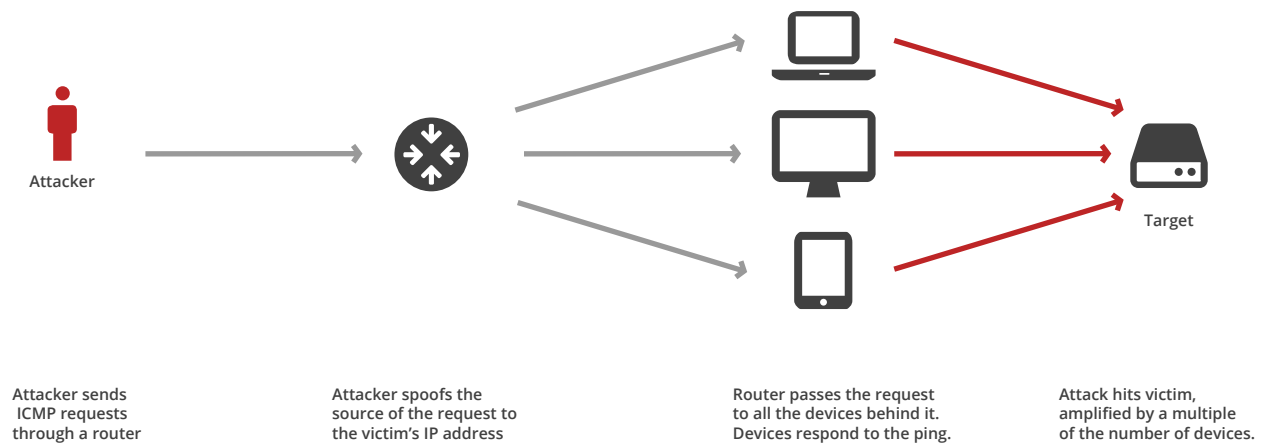 Attacker
Target
Attacker sends
ICMP requests
through a router
Attacker spoofs the
source of the request to
the victim’s IP address
Router passes the request
to all the devices behind it.
Devices respond to the ping.
Attack hits victim,
amplified by a multiple
of the number of devices.